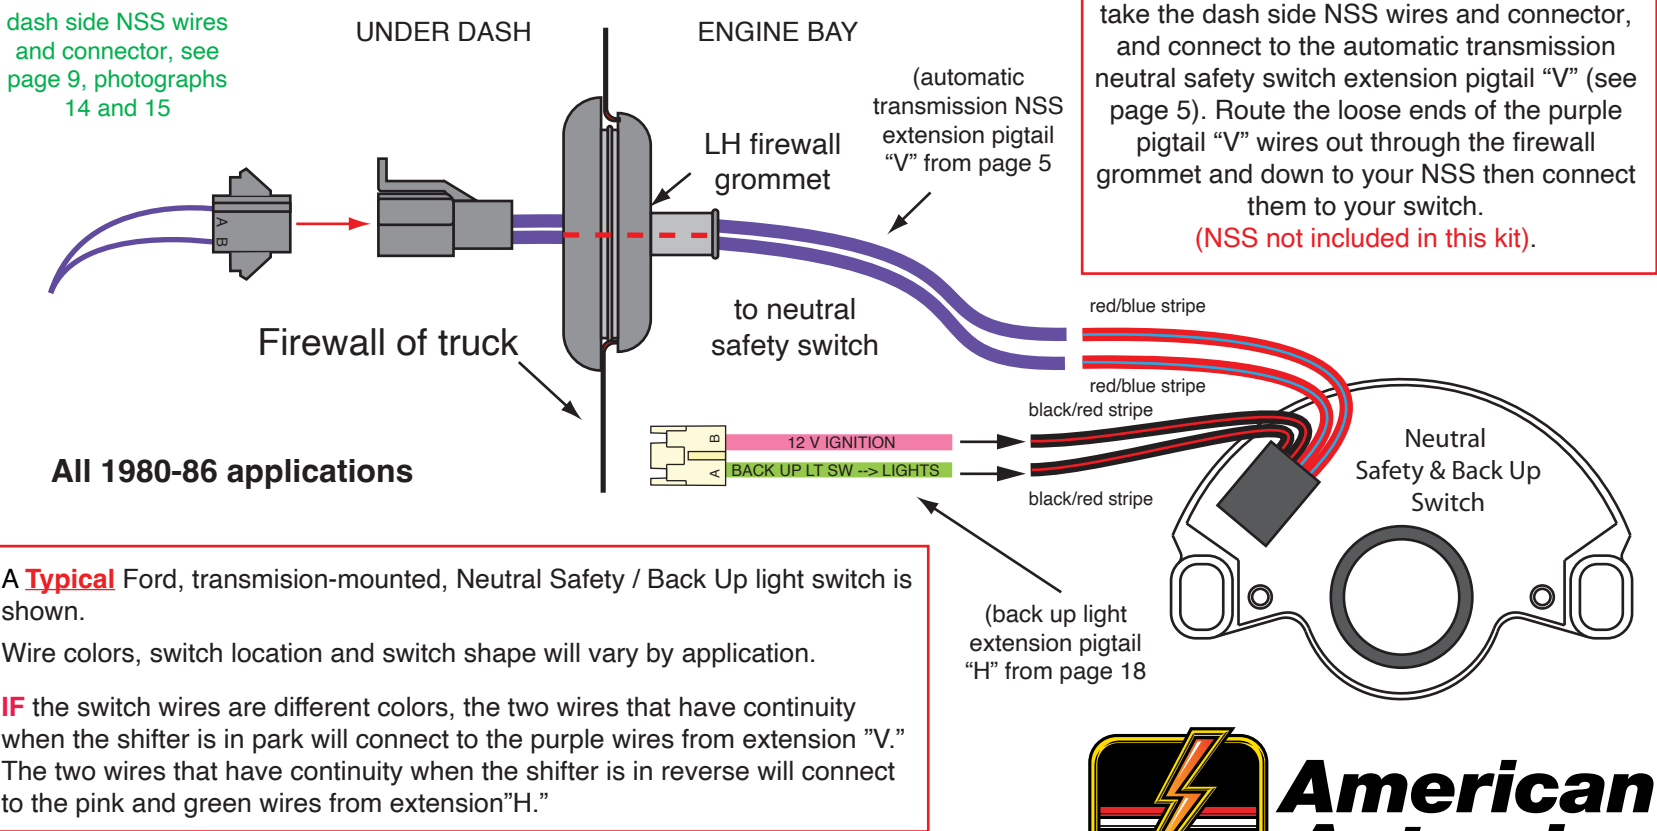 dash side NSS wires
and connector, see
page 9, photographs
14 and 15
UNDER DASH
ENGINE BAY
(automatic
transmission NSS
extension pigtail
“V” from page 5
take the dash side NSS wires and connector,
and connect to the automatic transmission
neutral safety switch extension pigtail “V” (see
page 5). Route the loose ends of the purple
pigtail “V” wires out through the firewall
grommet and down to your NSS then connect
them to your switch.
(NSS not included in this kit).
LH firewall
grommet
A
B
to neutral
safety switch
Firewall of truck
red/blue stripe
red/blue stripe
black/red stripe
B
12 V IGNITION
A
BACK UP LT SW --> LIGHTS
black/red stripe
Neutral
Safety & Back Up
Switch
All 1980-86 applications
(back up light
extension pigtail
“H” from page 18
A Typical Ford, transmision-mounted, Neutral Safety / Back Up light switch is
shown.
Wire colors, switch location and switch shape will vary by application.
IF the switch wires are different colors, the two wires that have continuity
when the shifter is in park will connect to the purple wires from extension ”V.”
The two wires that have continuity when the shifter is in reverse will connect
to the pink and green wires from extension”H.”
American